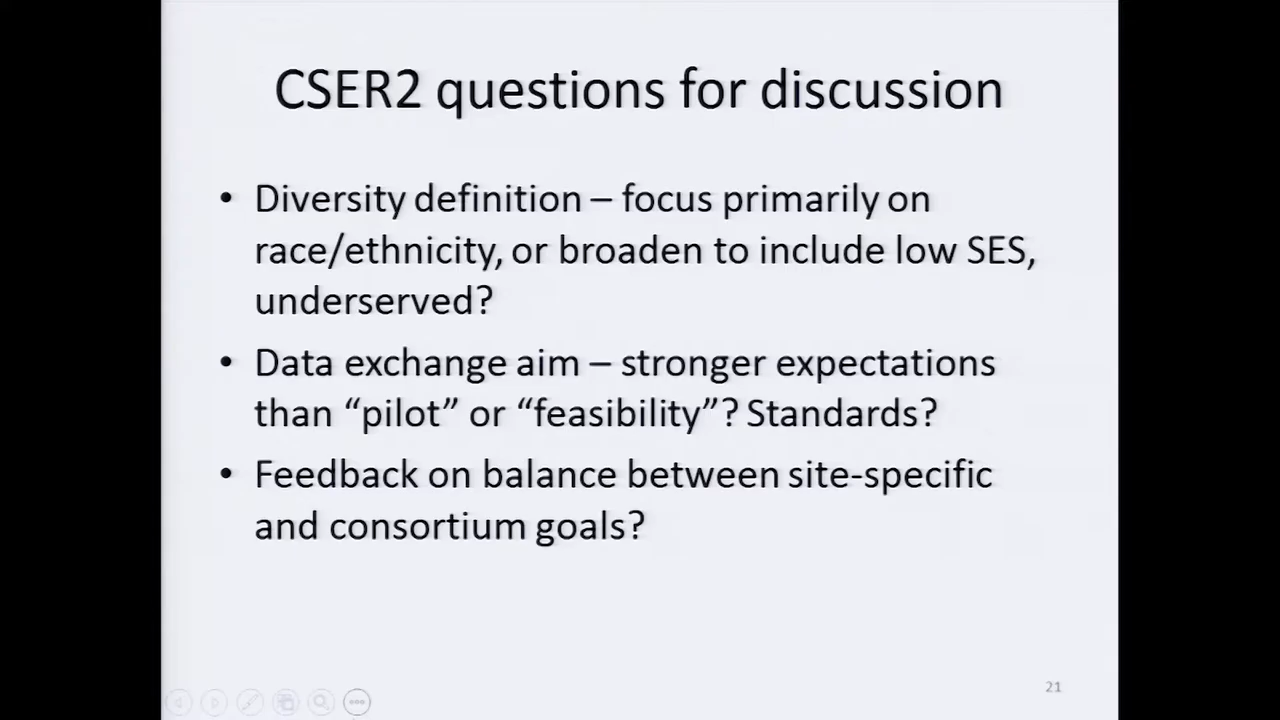 CSER2 questions for discussion
• Diversity definition – focus primarily on
race/ethnicity, or broaden to include low SES,
underserved?
• Data exchange aim – stronger expectations
than “pilot” or “feasibility”? Standards?
• Feedback on balance between site-specific
and consortium goals?
21